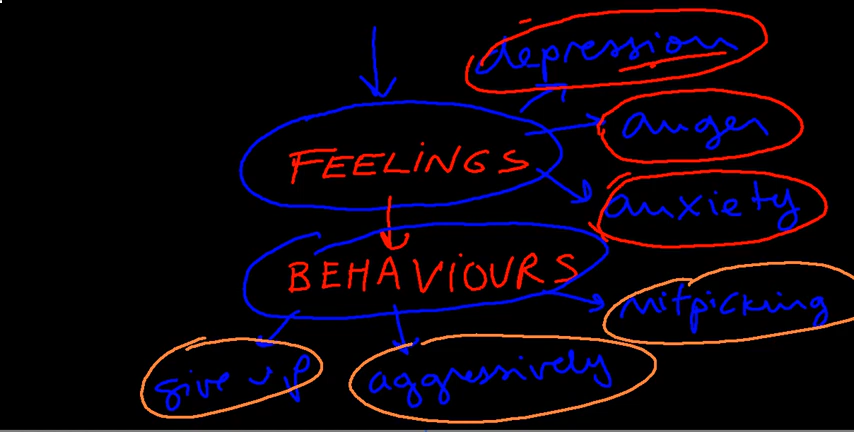 depression
FEELINGS
anger
anxiety
BEHAVIOURS
nitpicking
give up
aggressively